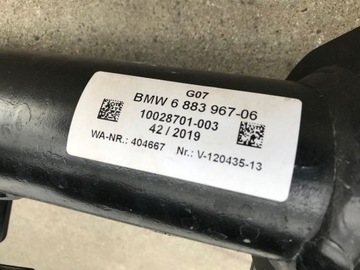 G07
BMW 6 883 967-06
10028701-003
42 / 2019
WA-NR.: 404667 Nr.: V-120435-13